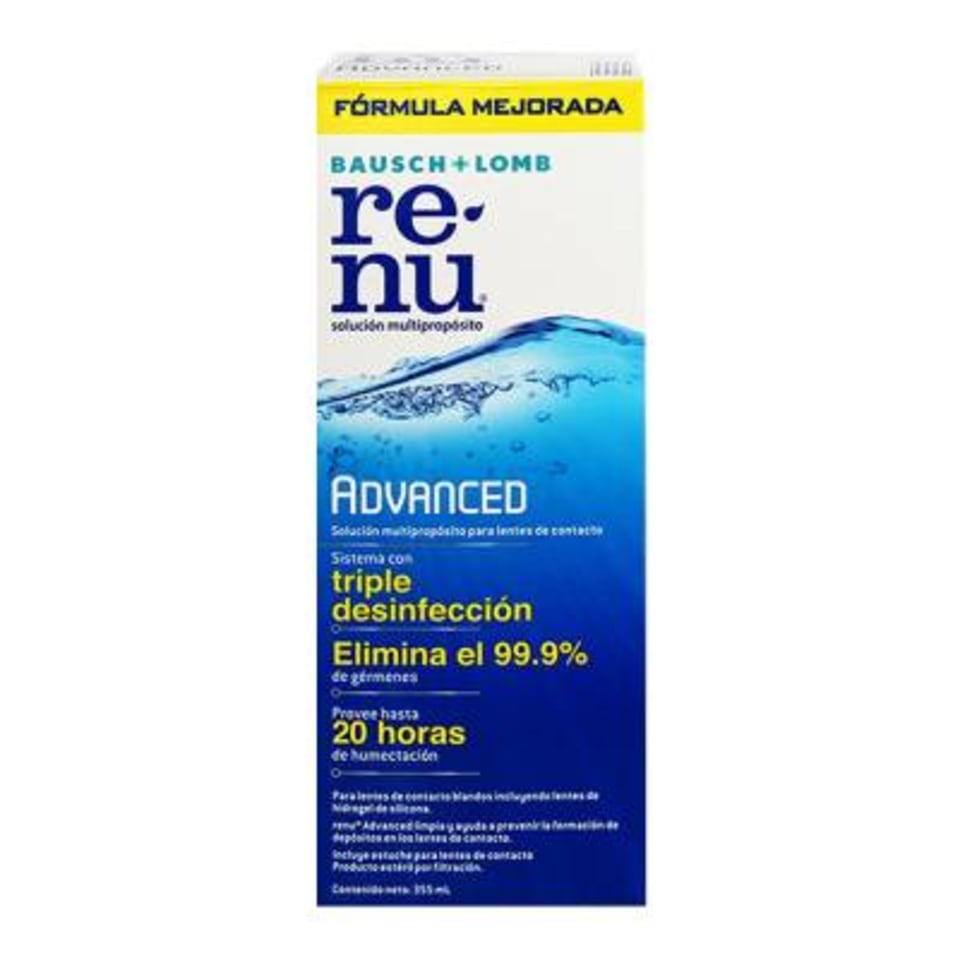 ADVANCED
FÓRMULA MEJORADA
BAUSCH + LOMB
re
nu®
solución multipropósito
ADVANCED
Solución multipropósito para lentes de contacto
Sistema con
triple
desinfección
Elimina el 99.9%
de gérmenes
Provee hasta
20 horas
de humectación
Para lentes de contacto blandos incluyendo lentes de
hidrogel de silicona.
renu® Advanced limpia y ayuda a prevenir la formación de
depósitos en los lentes de contacto.
Incluye estuche para lentes de contacto
Producto estéril por filtración.
Contenido neto: 355 mL